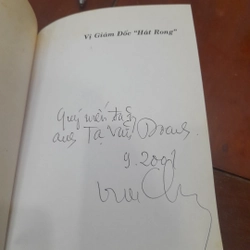 Vị Giám Đốc "Hát Rong"
Quý mến tặng
anh Tạ Văn Doanh
9.2001